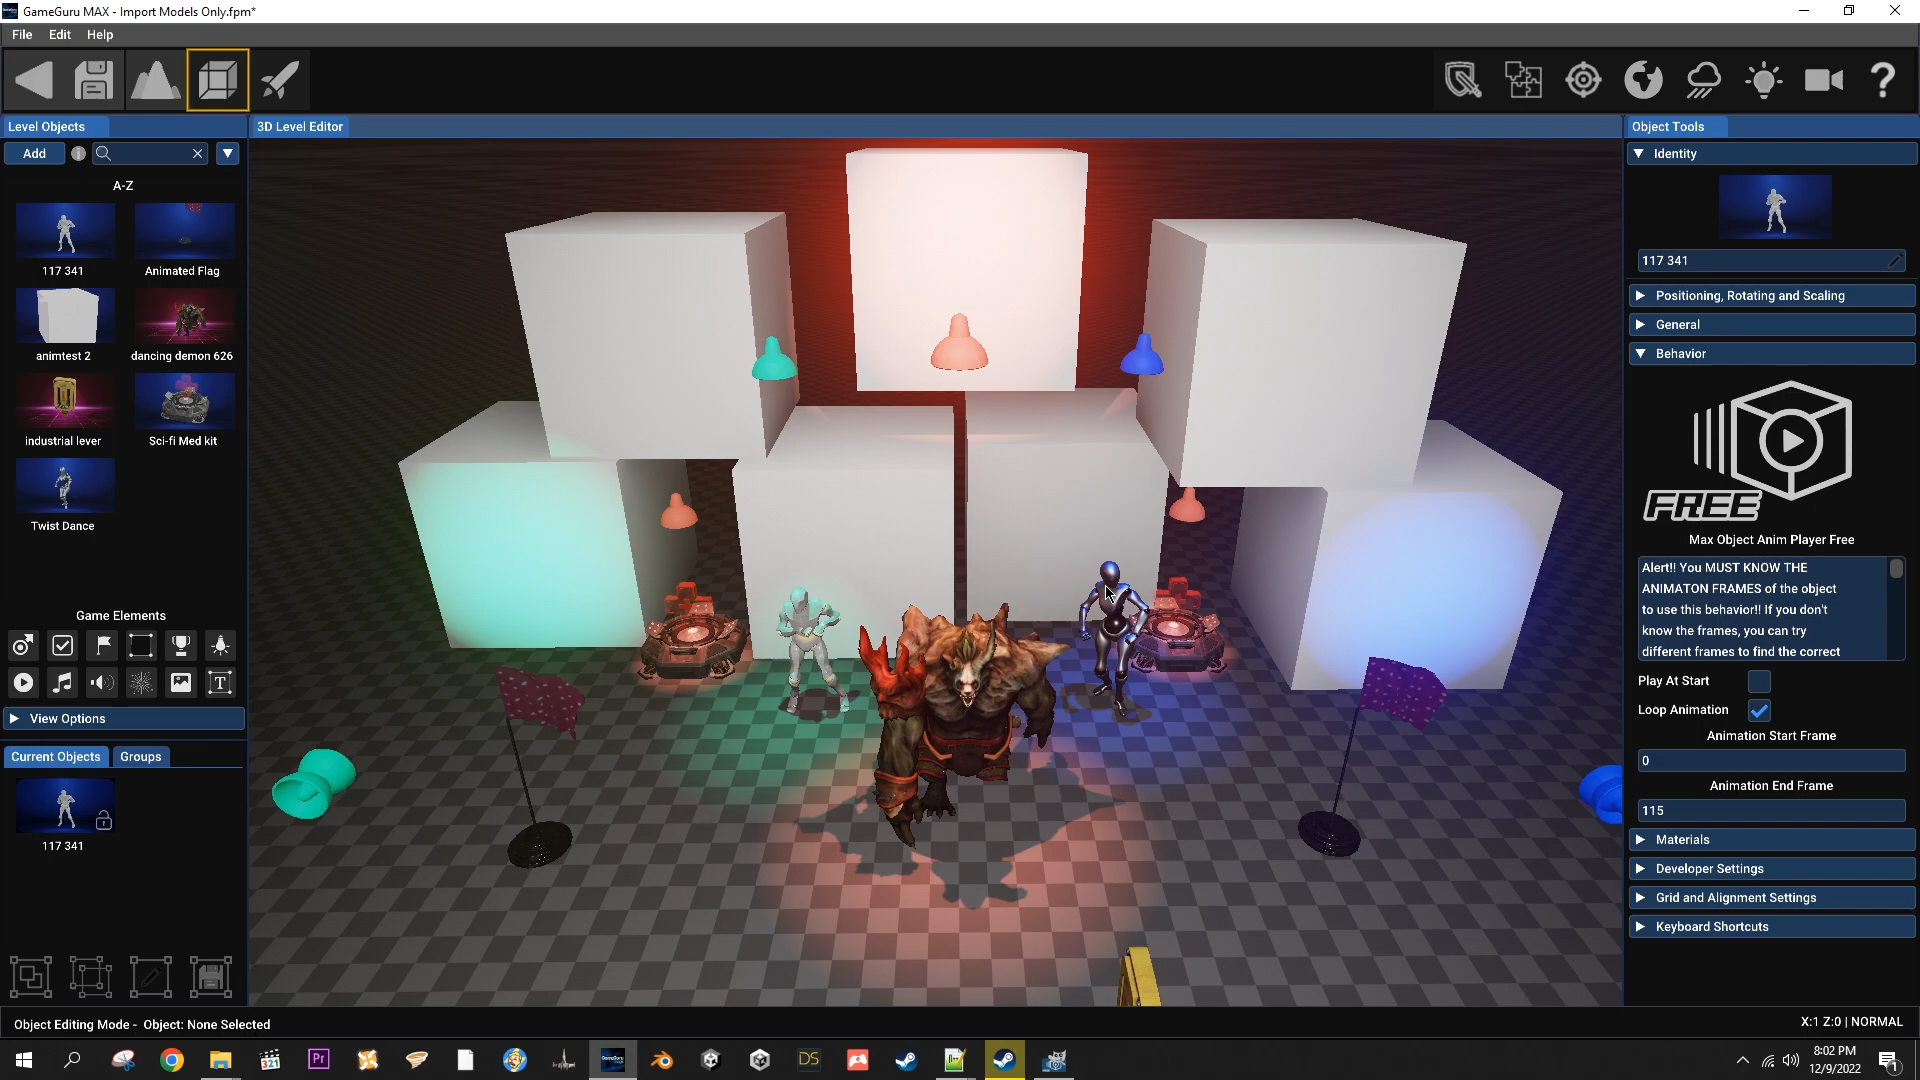 GameGuru MAX - Import Models Only.fpm*
File Edit Help
Level Objects
3D Level Editor
Object Tools
Add
A-Z
117 341
Animated Flag
animtest 2
dancing demon 626
industrial lever
Sci-fi Med kit
Twist Dance
Game Elements
View Options
Current Objects
Groups
117 341
Identity
117 341
Positioning, Rotating and Scaling
General
Behavior
FREE
Max Object Anim Player Free
Alert!! You MUST KNOW THE
ANIMATON FRAMES of the object
to use this behavior!! If you don't
know the frames, you can try
different frames to find the correct
Play At Start
Loop Animation
Animation Start Frame
0
Animation End Frame
115
Materials
Developer Settings
Grid and Alignment Settings
Keyboard Shortcuts
Object Editing Mode - Object: None Selected
X:1 Z:0 | NORMAL
321
Pr
DS
8:02 PM
12/9/2022
1